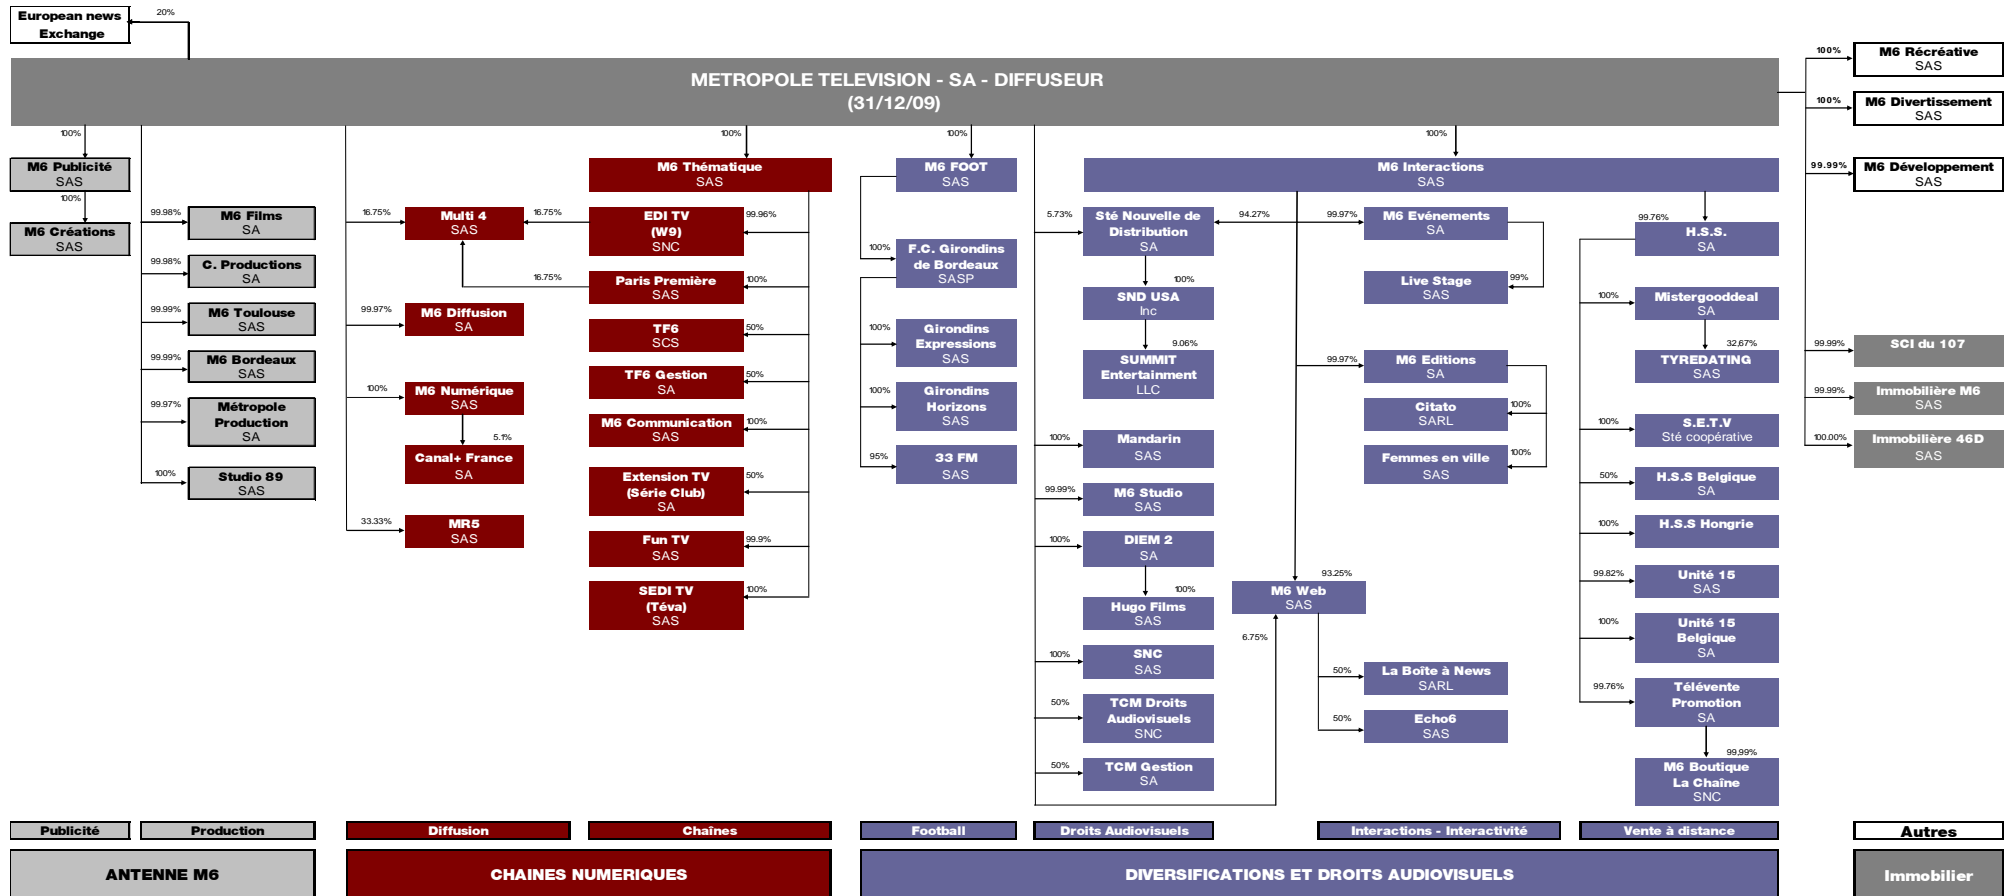 European news
Exchange
20%
METROPOLE TELEVISION - SA - DIFFUSEUR
(31/12/09)
100%
M6 Publicité
SAS
100%
M6 Créations
SAS
99.98%
M6 Films
SA
99.98%
C. Productions
SA
99.99%
M6 Toulouse
SAS
99.99%
M6 Bordeaux
SAS
99.97%
Métropole
Production
SA
100%
Studio 89
SAS
16.75%
Multi 4
SAS
16.75%
16.75%
99.97%
M6 Diffusion
SA
100%
M6 Numérique
SAS
5.1%
Canal+ France
SA
33.33%
MR5
SAS
100%
M6 Thématique
SAS
EDI TV
(W9)
SNC
99.96%
Paris Première
SAS
100%
TF6
SCS
50%
TF6 Gestion
SA
50%
M6 Communication
SAS
100%
Extension TV
(Série Club)
SA
50%
Fun TV
SAS
99.9%
SEDI TV
(Téva)
SAS
100%
100%
M6 FOOT
SAS
100%
F.C. Girondins
de Bordeaux
SASP
100%
Girondins
Expressions
SAS
100%
Girondins
Horizons
SAS
95%
33 FM
SAS
100%
M6 Interactions
SAS
5.73%
Sté Nouvelle de
Distribution
SA
94.27%
100%
SND USA
Inc
9.06%
SUMMIT
Entertainment
LLC
100%
Mandarin
SAS
99.99%
M6 Studio
SAS
100%
DIEM 2
SA
100%
Hugo Films
SAS
100%
SNC
SAS
50%
TCM Droits
Audiovisuels
SNC
50%
TCM Gestion
SA
99.97%
M6 Evénements
SA
99%
Live Stage
SAS
99.97%
M6 Editions
SA
100%
Citato
SARL
100%
Femmes en ville
SAS
93.25%
M6 Web
SAS
6.75%
50%
La Boîte à News
SARL
50%
Echo6
SAS
99.76%
H.S.S.
SA
100%
Mistergooddeal
SA
32,67%
TYREDATING
SAS
100%
S.E.T.V
Sté coopérative
50%
H.S.S Belgique
SA
100%
H.S.S Hongrie
99.82%
Unité 15
SAS
100%
Unité 15
Belgique
SA
99.76%
Télévente
Promotion
SA
99,99%
M6 Boutique
La Chaîne
SNC
100%
M6 Récréative
SAS
100%
M6 Divertissement
SAS
99.99%
M6 Développement
SAS
99.99%
SCI du 107
99.99%
Immobilière M6
SAS
100.00%
Immobilière 46D
SAS
Publicité
Production
Diffusion
Chaînes
Football
Droits Audiovisuels
Interactions - Interactivité
Vente à distance
Autres
ANTENNE M6
CHAINES NUMERIQUES
DIVERSIFICATIONS ET DROITS AUDIOVISUELS
Immobilier